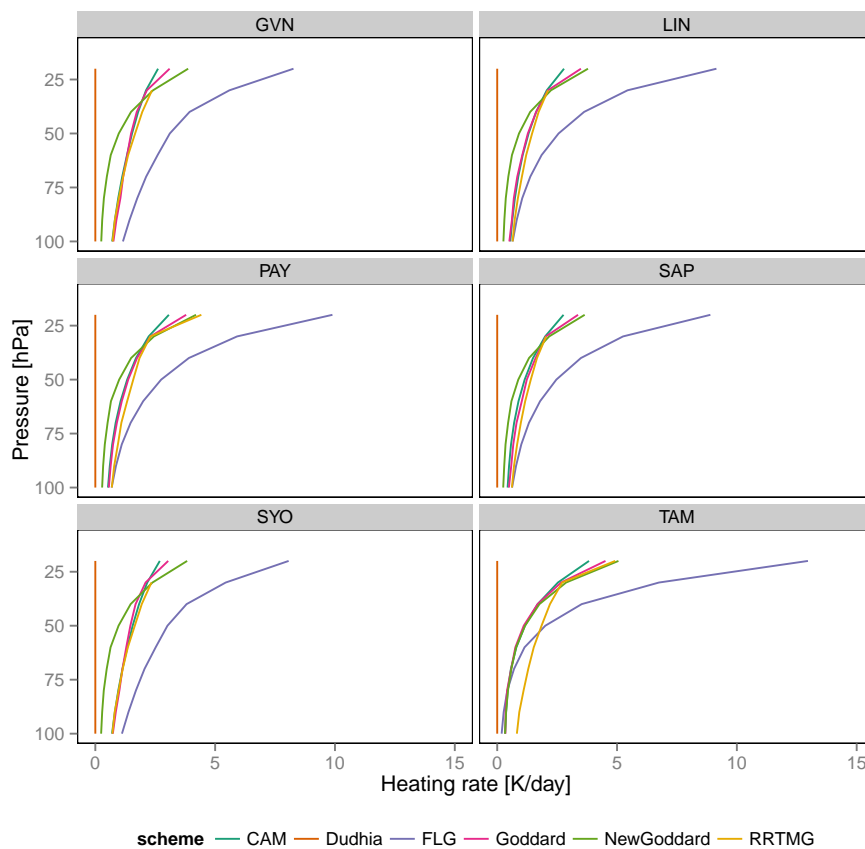 GVN LIN
25
50
75
100
PAY SAP
Pressure [hPa]
25
50
75
100
SYO TAM
25
50
75
100
0 5 10 15 0 5 10 15
Heating rate [K/day]
scheme CAM Dudhia FLG Goddard NewGoddard RRTMG